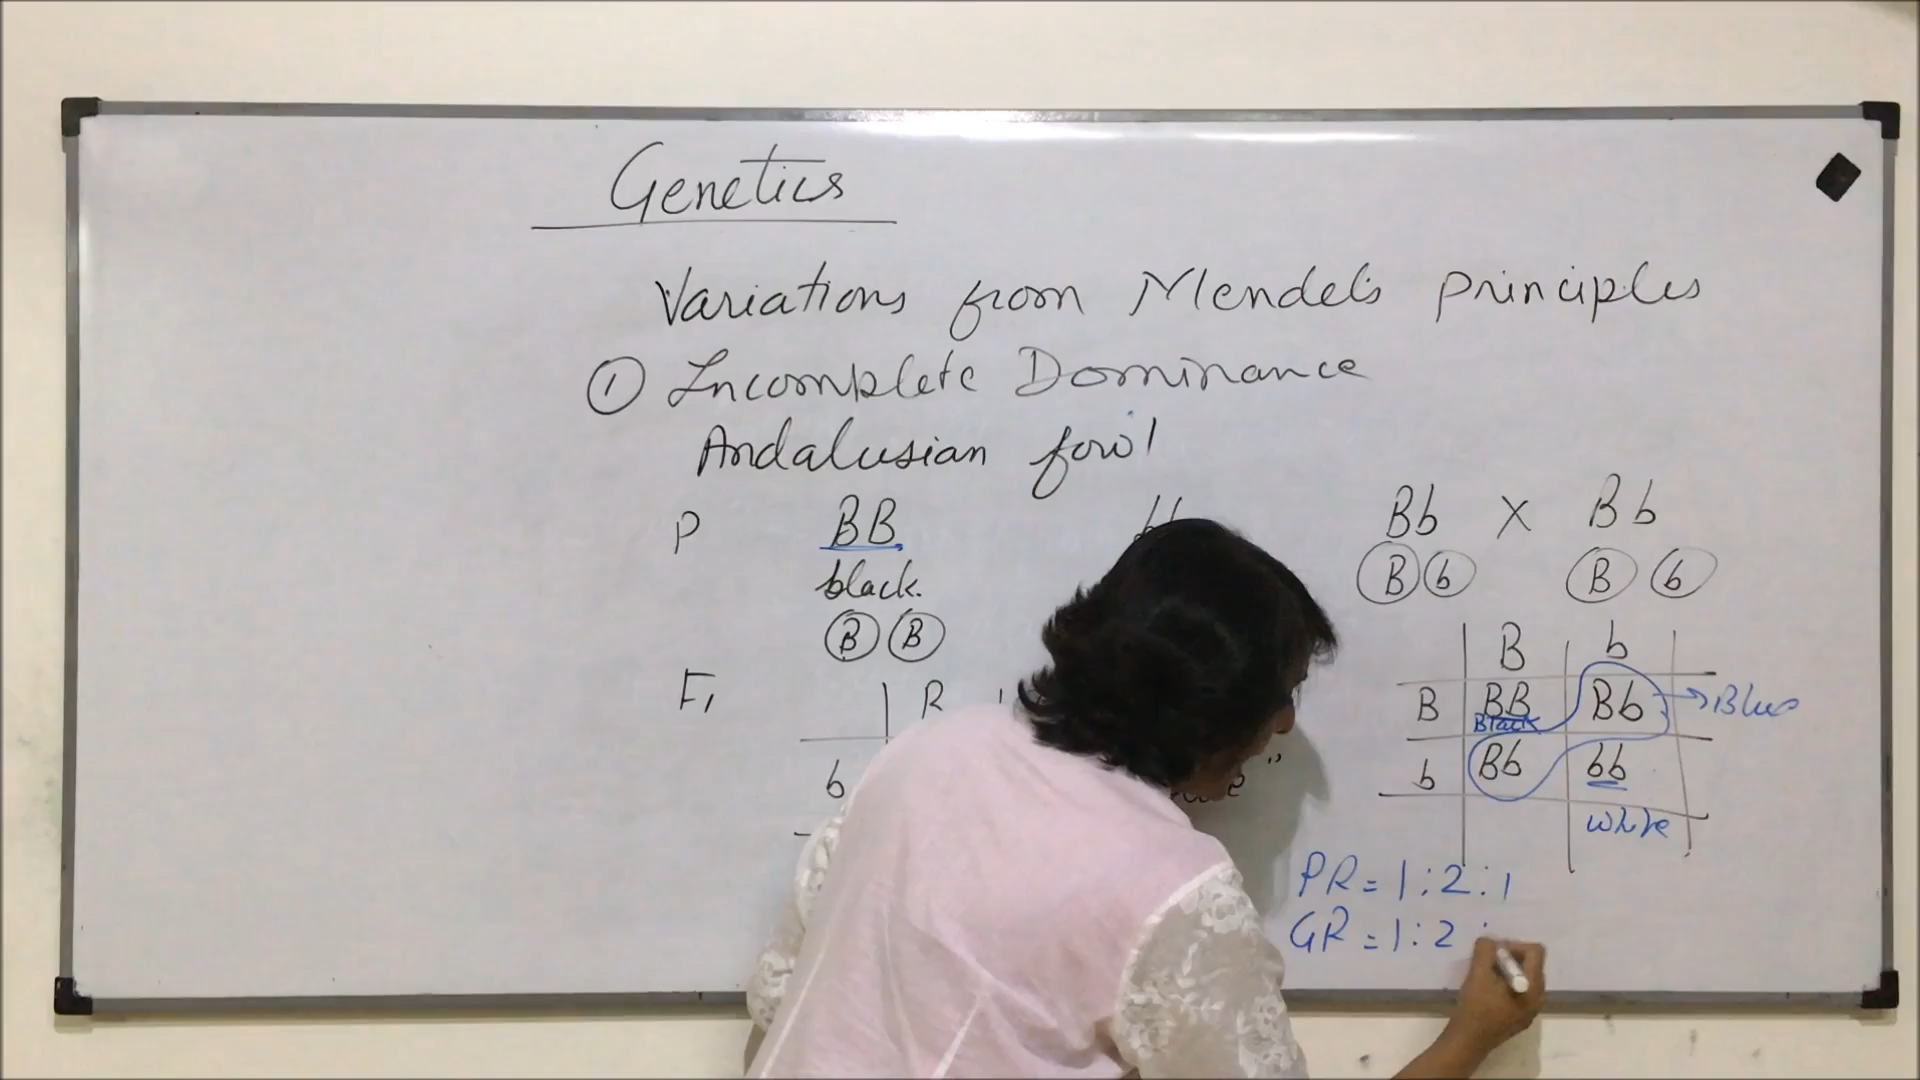 Genetics
Variations from Mendel's principles
① Incomplete Dominance
Andalusian fowl
P BB
black.
B B
F1
b
Bb X Bb
B b B b
B b
B BB Bb → Blue
Black
b Bb bb
white
PR = 1 : 2 : 1
GR = 1 : 2 :